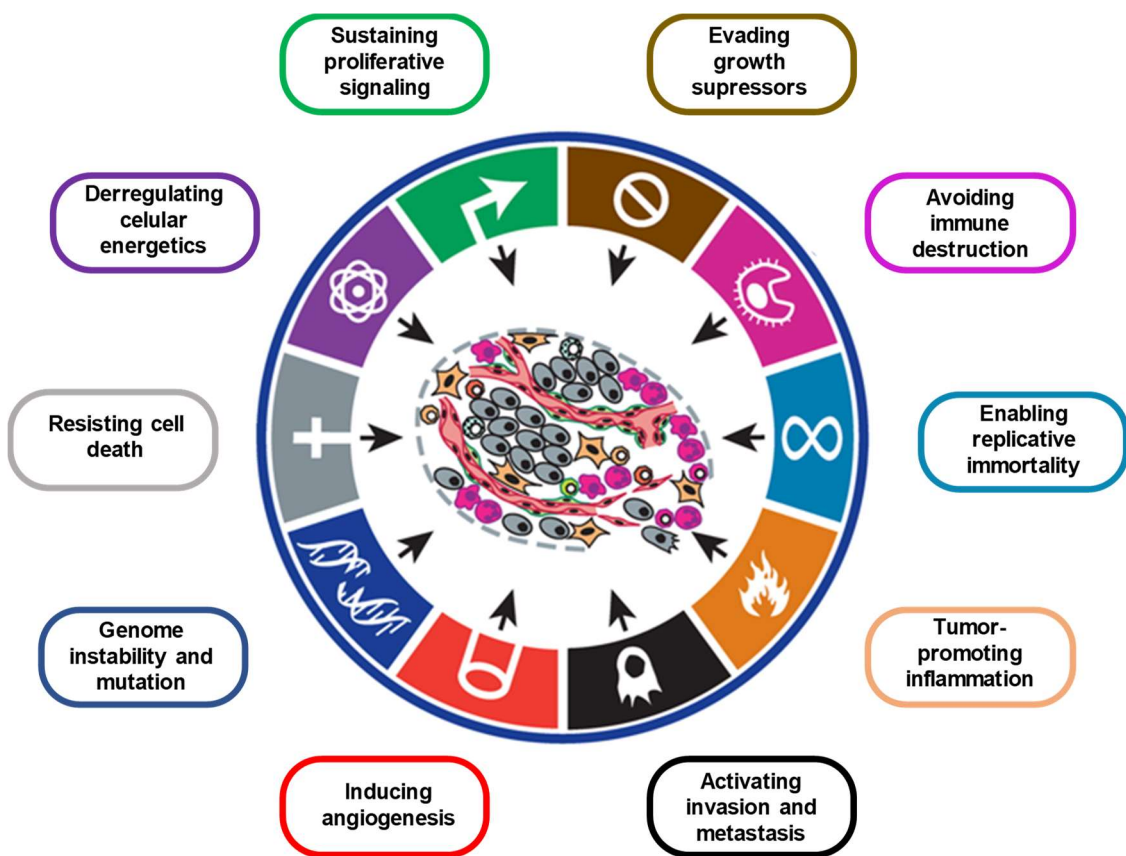 Sustaining
proliferative
signaling
Evading
growth
supressors
Derregulating
celular
energetics
Avoiding
immune
destruction
Resisting cell
death
Enabling
replicative
immortality
Genome
instability and
mutation
Tumor-
promoting
inflammation
Inducing
angiogenesis
Activating
invasion and
metastasis